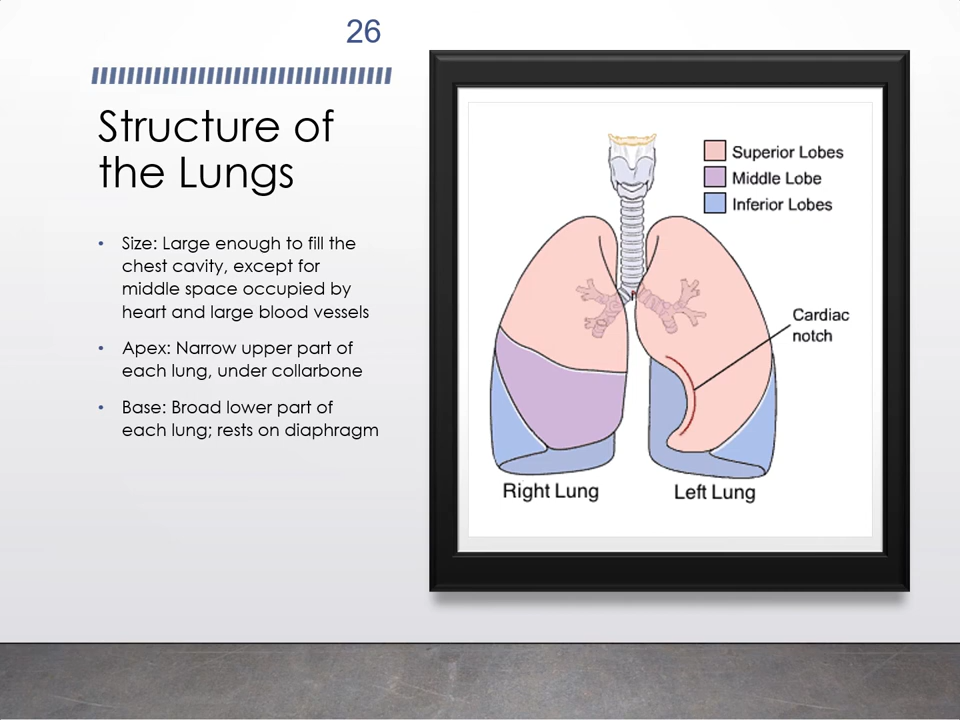 26
Structure of
the Lungs
• Size: Large enough to fill the
chest cavity, except for
middle space occupied by
heart and large blood vessels
• Apex: Narrow upper part of
each lung, under collarbone
• Base: Broad lower part of
each lung; rests on diaphragm
Superior Lobes
Middle Lobe
Inferior Lobes
Cardiac
notch
Right Lung
Left Lung